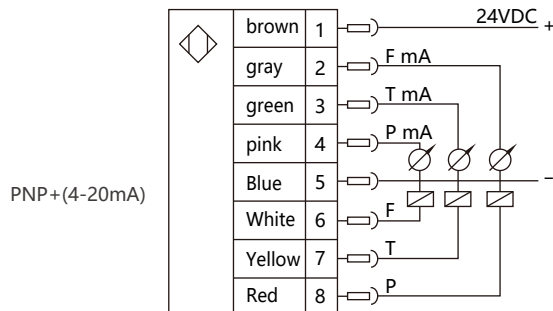 24VDC +
brown 1
gray 2 F mA
green 3 T mA
pink 4 P mA
Blue 5 −
PNP+(4-20mA)
White 6 F
Yellow 7 T
Red 8 P